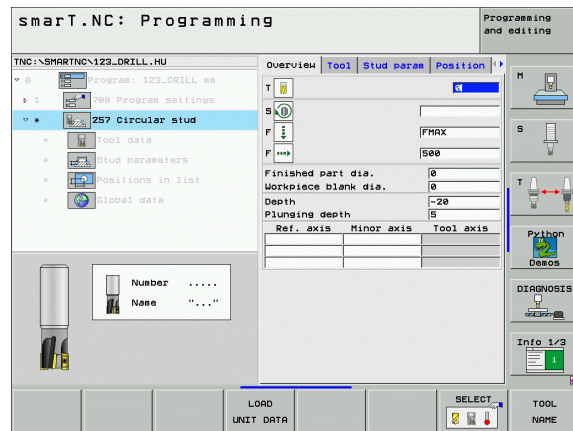 smarT.NC: Programming
Programming
and editing
TNC:\SMARTNC\123_DRILL.HU
0 Program: 123_DRILL mm
1 700 Program settings
* 257 Circular stud
* Tool data
* Stud parameters
* Positions in list
* Global data
Overview Tool Stud param Position
T 0
S
F FMAX
F 500
Finished part dia. 0
Workpiece blank dia. 0
Depth -20
Plunging depth 5
Ref. axis Minor axis Tool axis
Number .....
Name "..."
M
S
T
Python
Demos
DIAGNOSIS
Info 1/3
LOAD
UNIT DATA
SELECT
TOOL
NAME